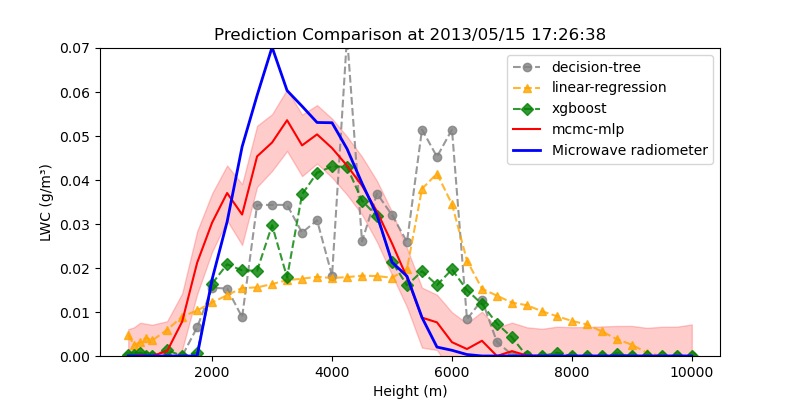 Prediction Comparison at 2013/05/15 17:26:38
0.07
0.06
0.05
0.04
0.03
0.02
0.01
0.00
LWC (g/m³)
decision-tree
linear-regression
xgboost
mcmc-mlp
Microwave radiometer
2000
4000
6000
8000
10000
Height (m)